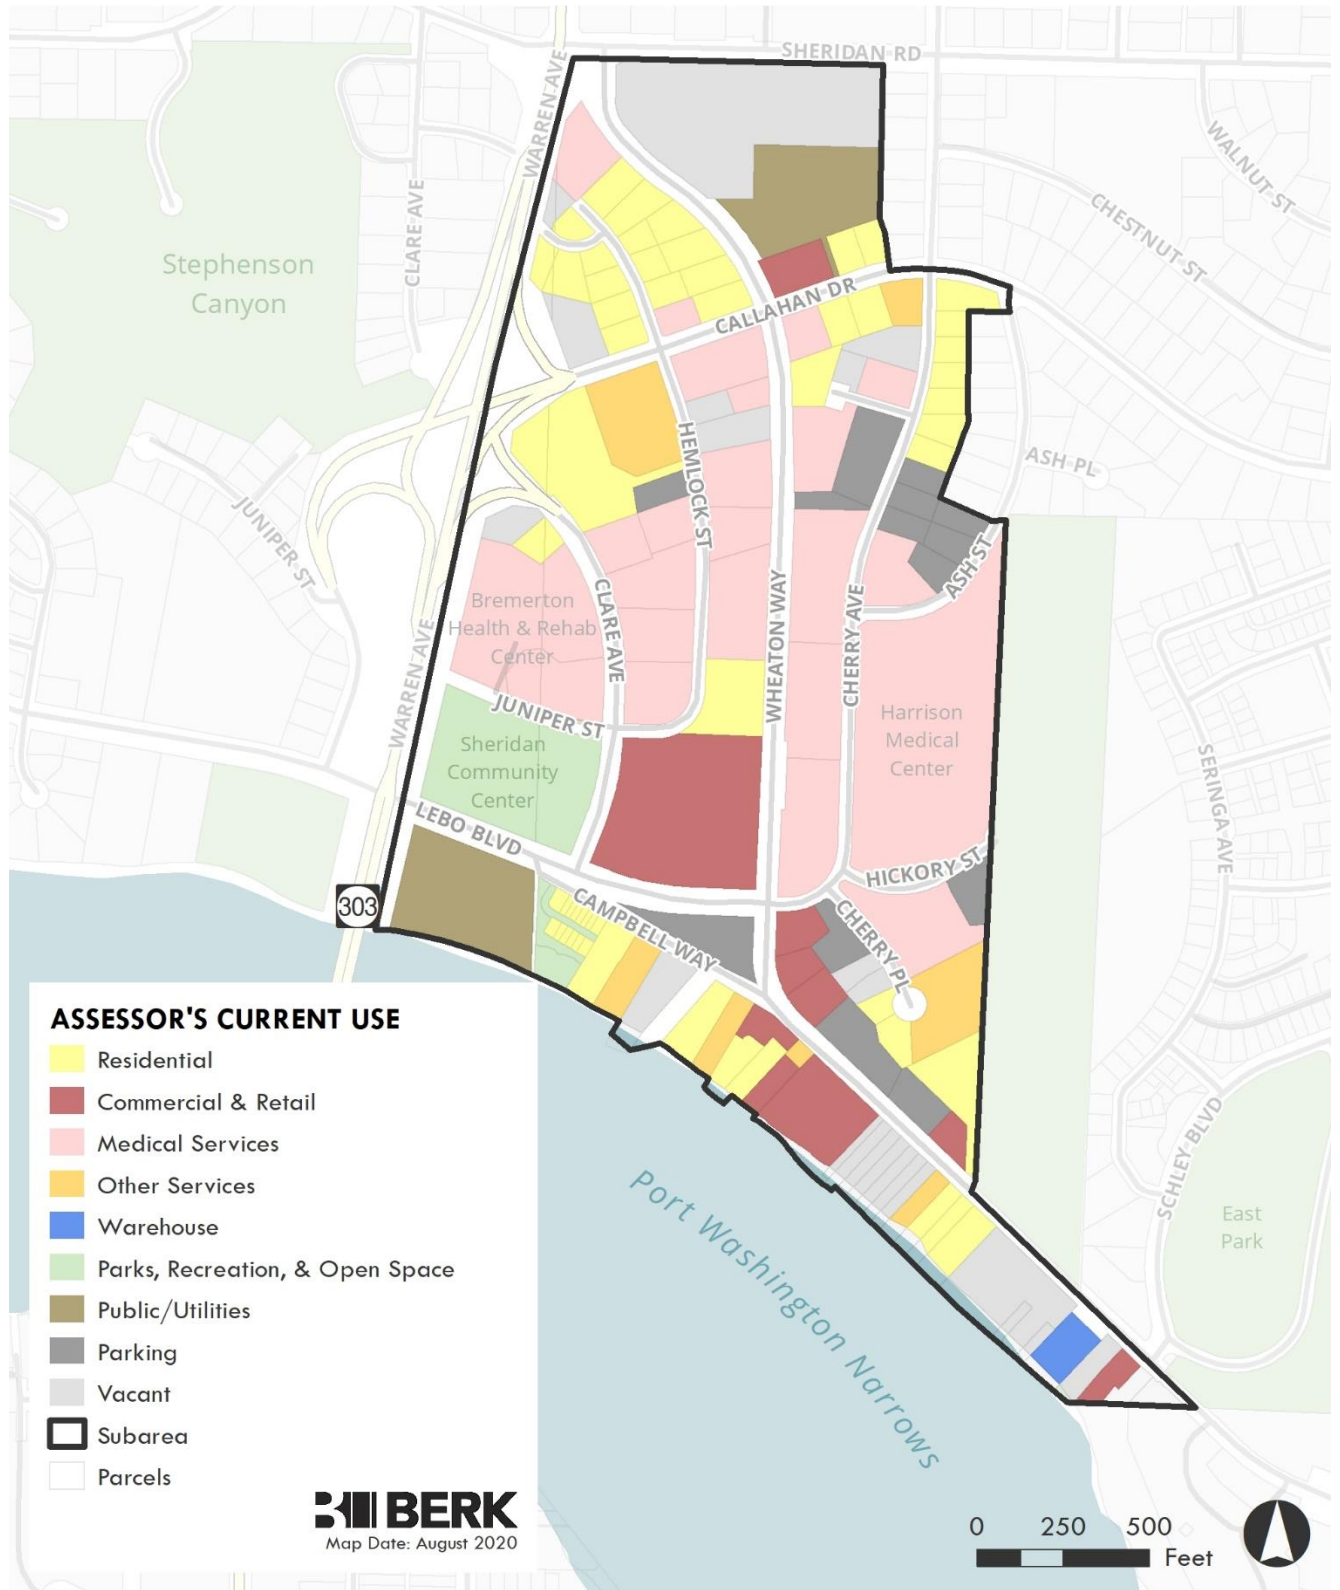 SHERIDAN RD
WARREN AVE
WALNUT ST
CHESTNUT ST
CLARE AVE
Stephenson
Canyon
CALLAHAN DR
HEMLOCK ST
ASH PL
JUNIPER ST
ASH ST
WHEATON WAY
CHERRY AVE
CLARE AVE
Bremerton
Health & Rehab
Center
WARREN AVE
JUNIPER ST
Harrison
Medical
Center
Sheridan
Community
Center
SERINGA AVE
LEBO BLVD
HICKORY ST
303
CAMPBELL WAY
CHERRY PL
SCHLEY BLVD
East
Park
Port Washington Narrows
ASSESSOR'S CURRENT USE
Residential
Commercial & Retail
Medical Services
Other Services
Warehouse
Parks, Recreation, & Open Space
Public/Utilities
Parking
Vacant
Subarea
Parcels
BERK
Map Date: August 2020
0 250 500
Feet